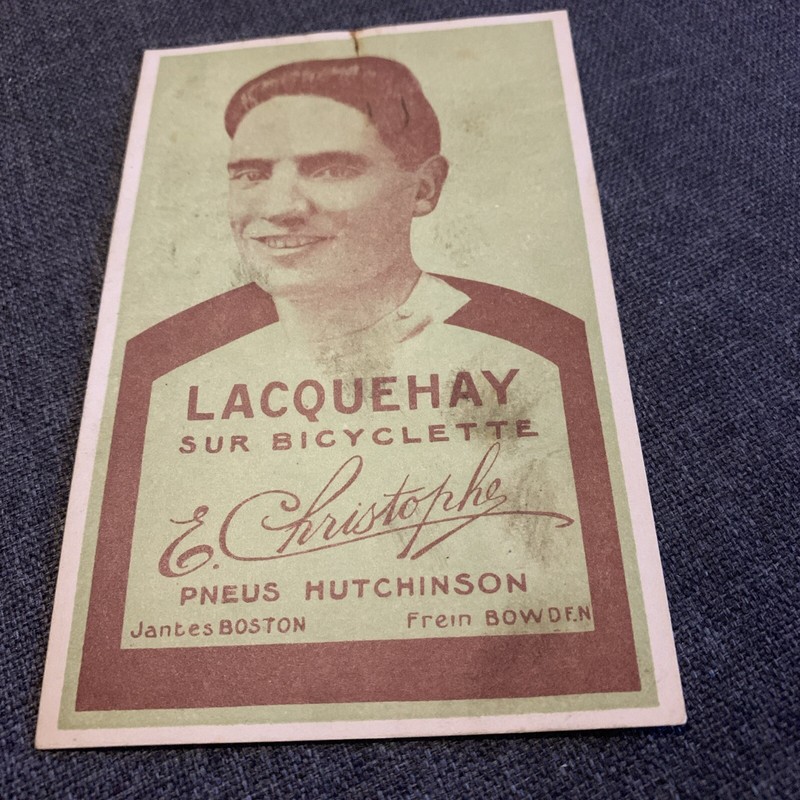 LACQUEHAY
SUR BICYCLETTE
E. Christophe
PNEUS HUTCHINSON
Jantes BOSTON Frein BOWDEN